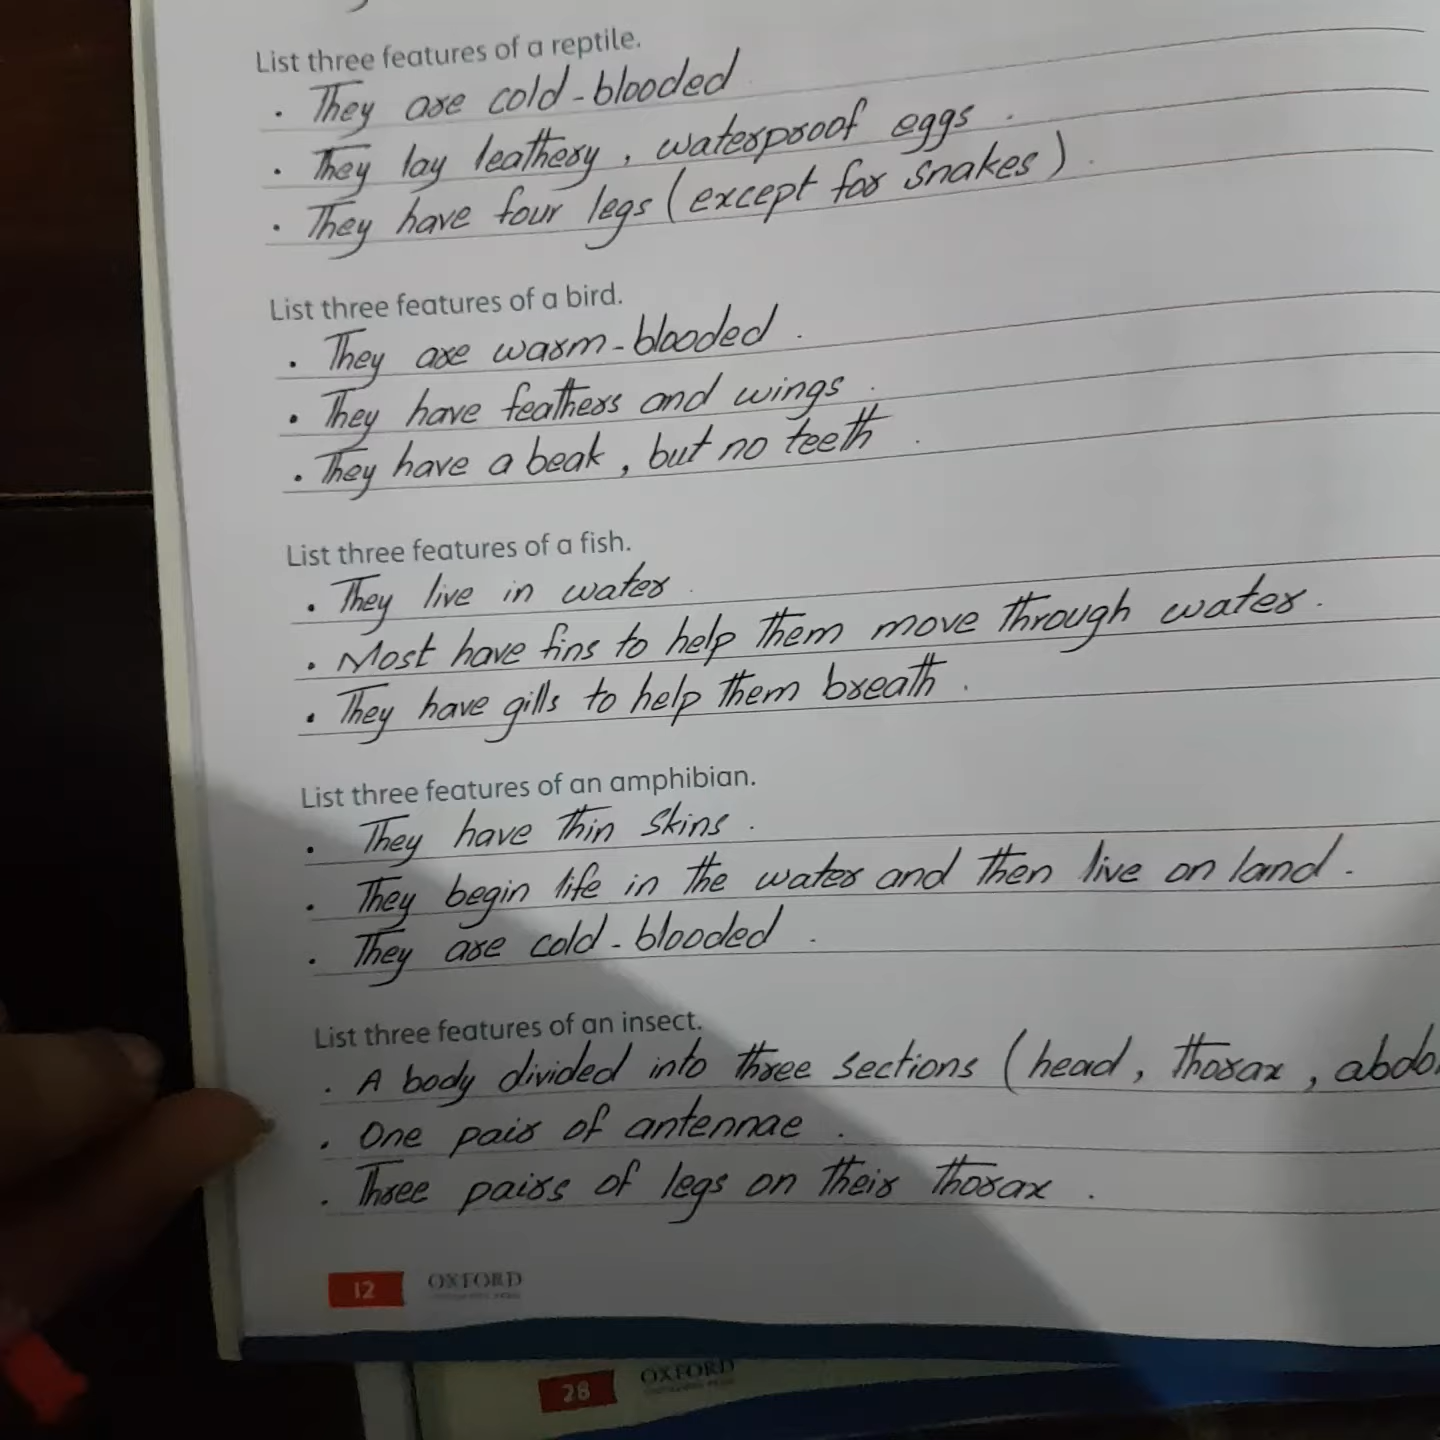 List three features of a reptile.
. They are cold-blooded
. They lay leathery, waterproof eggs.
. They have four legs (except for snakes).
List three features of a bird.
. They are warm-blooded.
. They have feathers and wings.
. They have a beak, but no teeth.
List three features of a fish.
. They live in water.
. Most have fins to help them move through water.
. They have gills to help them breath.
List three features of an amphibian.
. They have thin skins.
. They begin life in the water and then live on land.
. They are cold-blooded.
List three features of an insect.
. A body divided into three sections (head, thorax, abdo
. One pair of antennae.
. Three pairs of legs on their thorax.
12 OXFORD
28 OXFORD